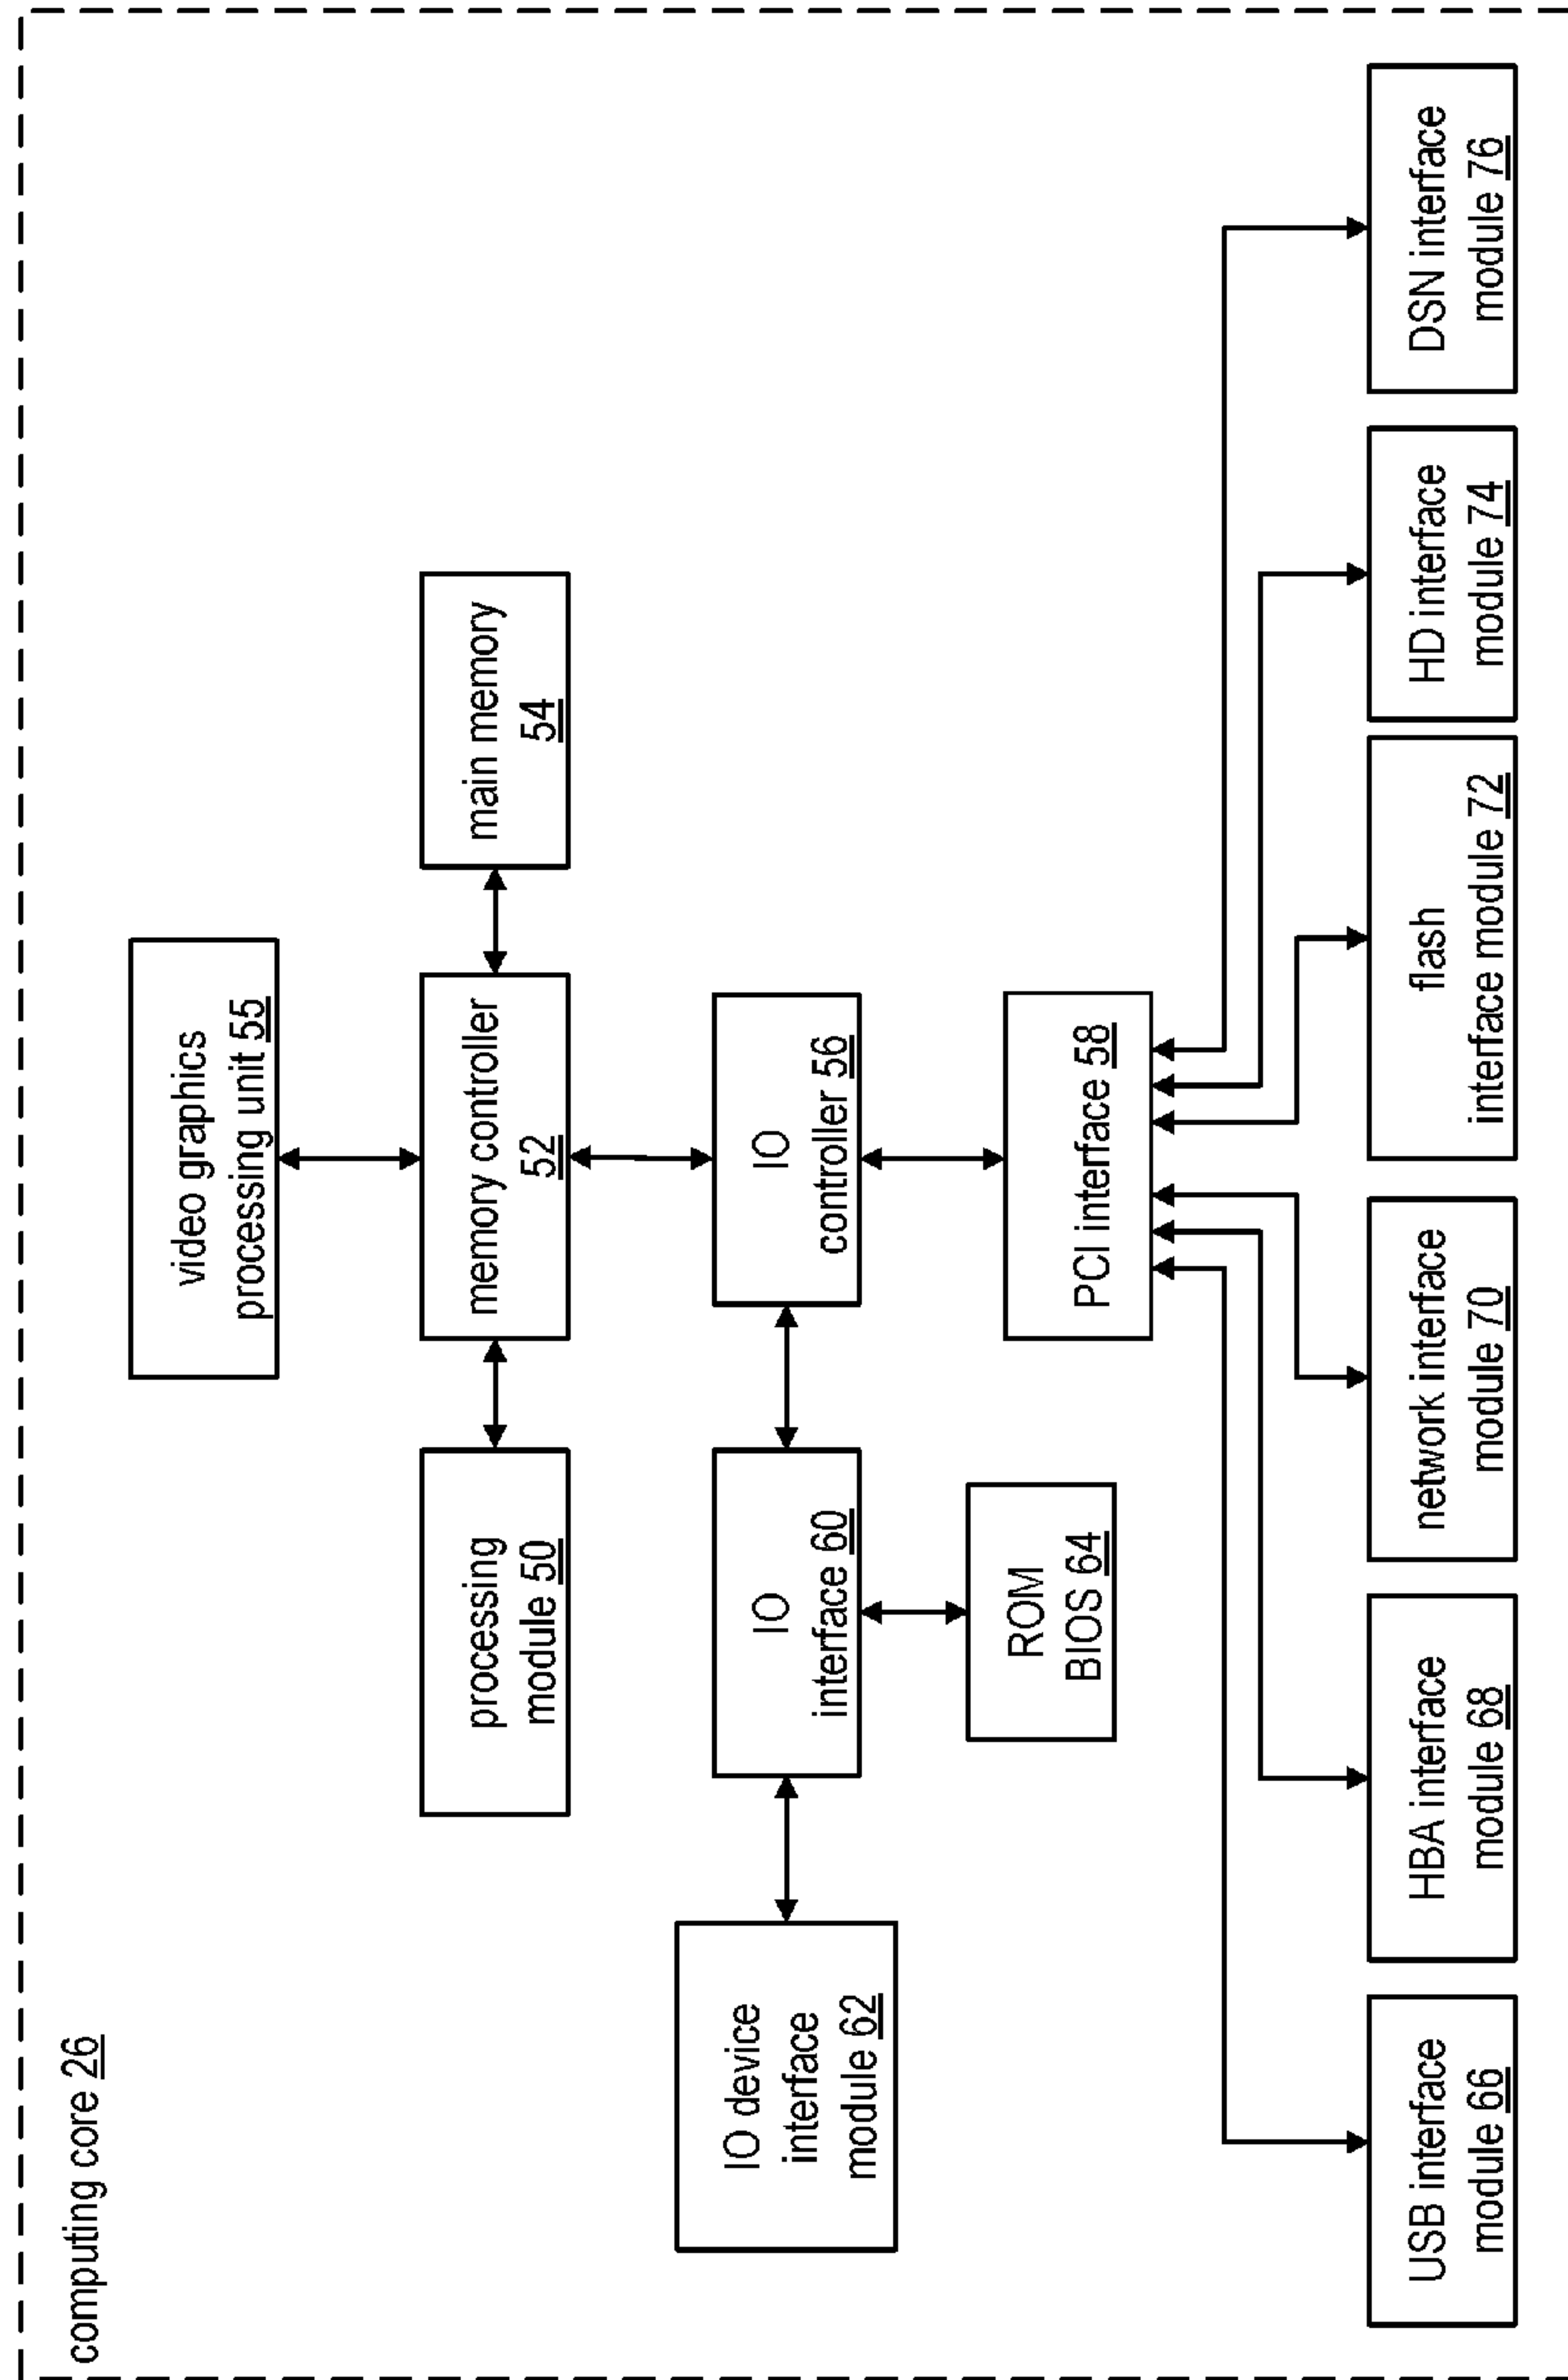 computing core 26
video graphics
processing unit 55
processing
module 50
memory controller
52
main memory
54
IO device
interface
module 62
IO
interface 60
IO
controller 56
ROM
BIOS 64
PCI interface 58
USB interface
module 66
HBA interface
module 68
network interface
module 70
flash
interface module 72
HD interface
module 74
DSN interface
module 76